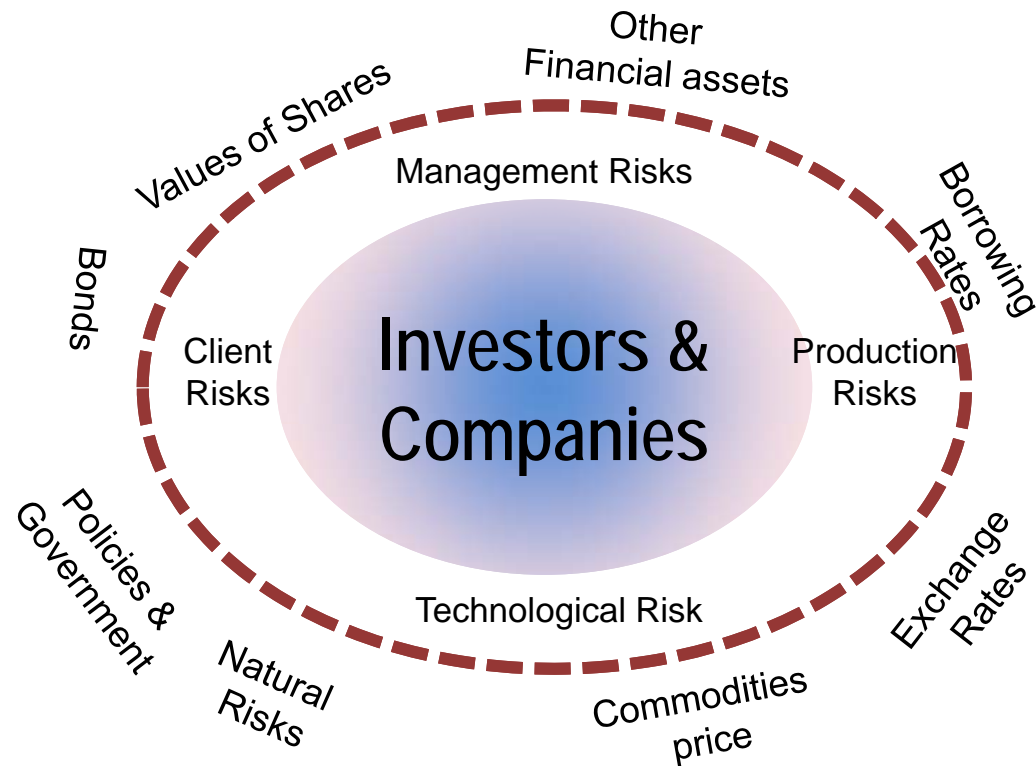 Other
Financial assets
Values of Shares
Management Risks
Borrowing
Rates
Bonds
Client
Risks
Investors &
Companies
Production
Risks
Policies &
Government
Exchange
Rates
Technological Risk
Natural
Risks
Commodities
price